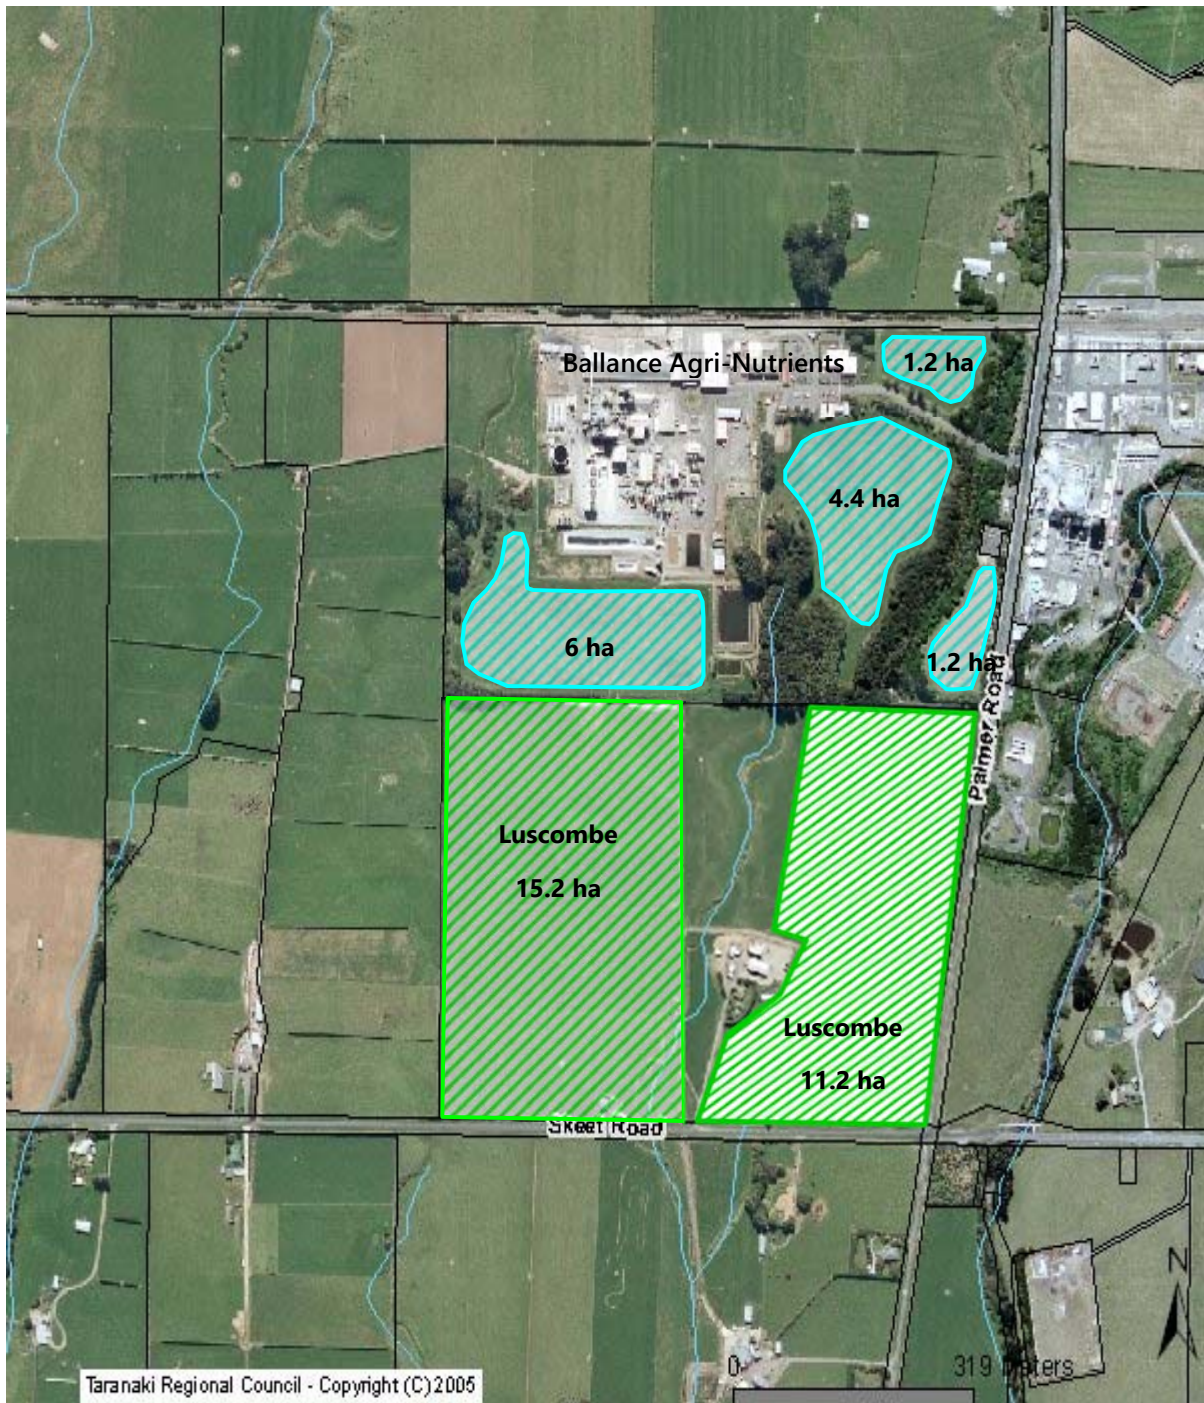 Ballance Agri-Nutrients
1.2 ha
4.4 ha
6 ha
1.2 ha
Palmer Road
Luscombe
15.2 ha
Luscombe
11.2 ha
Skeet Road
N
0
319 meters
Taranaki Regional Council - Copyright (C) 2005